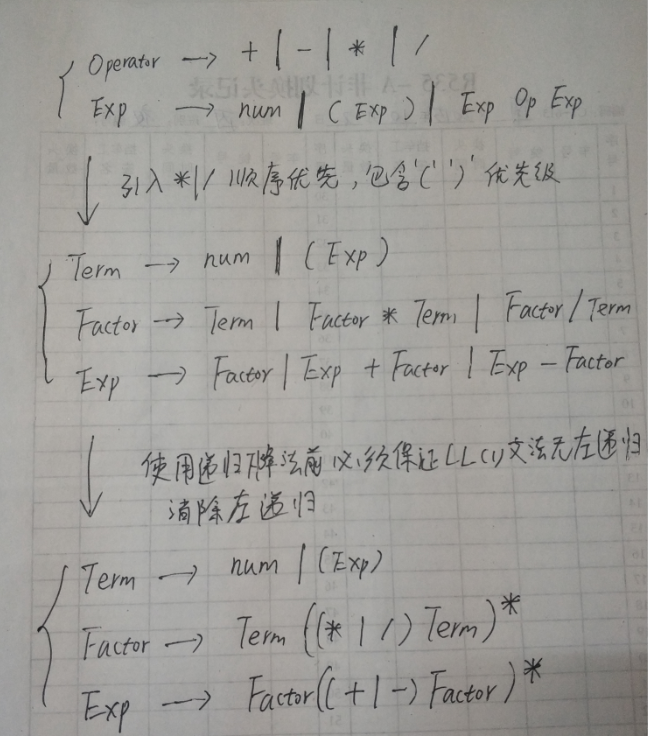 Operator → + | - | * | /
Exp → num | (Exp) | Exp Op Exp
引入 *|/ 顺序优先，包含'(' ')' 优先级
Term → num | (Exp)
Factor → Term | Factor * Term | Factor / Term
Exp → Factor | Exp + Factor | Exp - Factor
使用递归下降法前必须保证LL(1)文法无左递归
消除左递归
Term → num | (Exp)
Factor → Term ((* | /) Term)*
Exp → Factor((+ | -) Factor)*